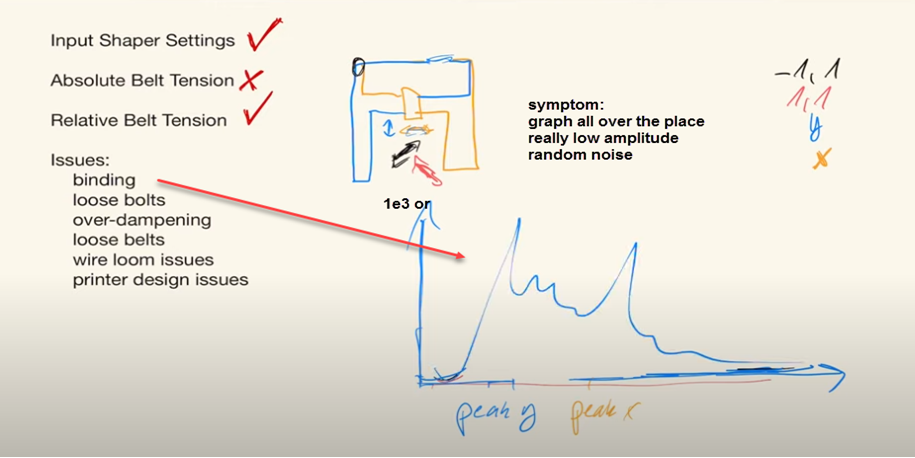 Input Shaper Settings
Absolute Belt Tension
Relative Belt Tension
Issues:
binding
loose bolts
over-dampening
loose belts
wire loom issues
printer design issues
symptom:
graph all over the place
really low amplitude
random noise
-1, 1
1, 1
y
x
1e3 or
peak y
peak x